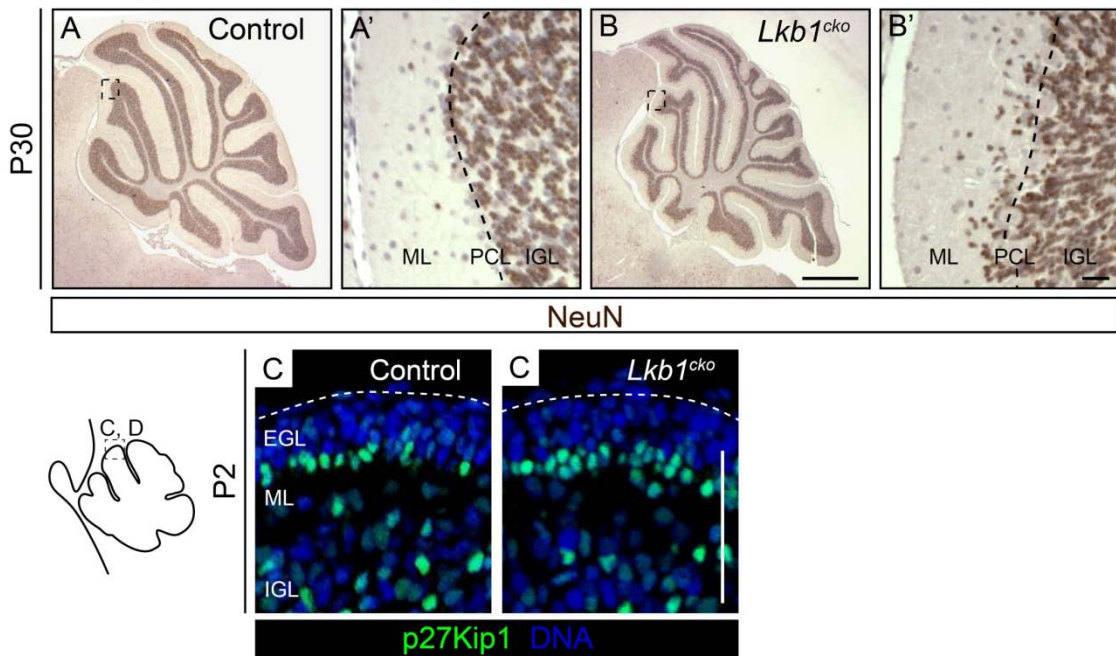 P30
A Control
A'
B Lkb1cko
B'
ML PCL IGL
ML PCL IGL
NeuN
C, D
P2
C Control
C Lkb1cko
EGL
ML
IGL
p27Kip1 DNA